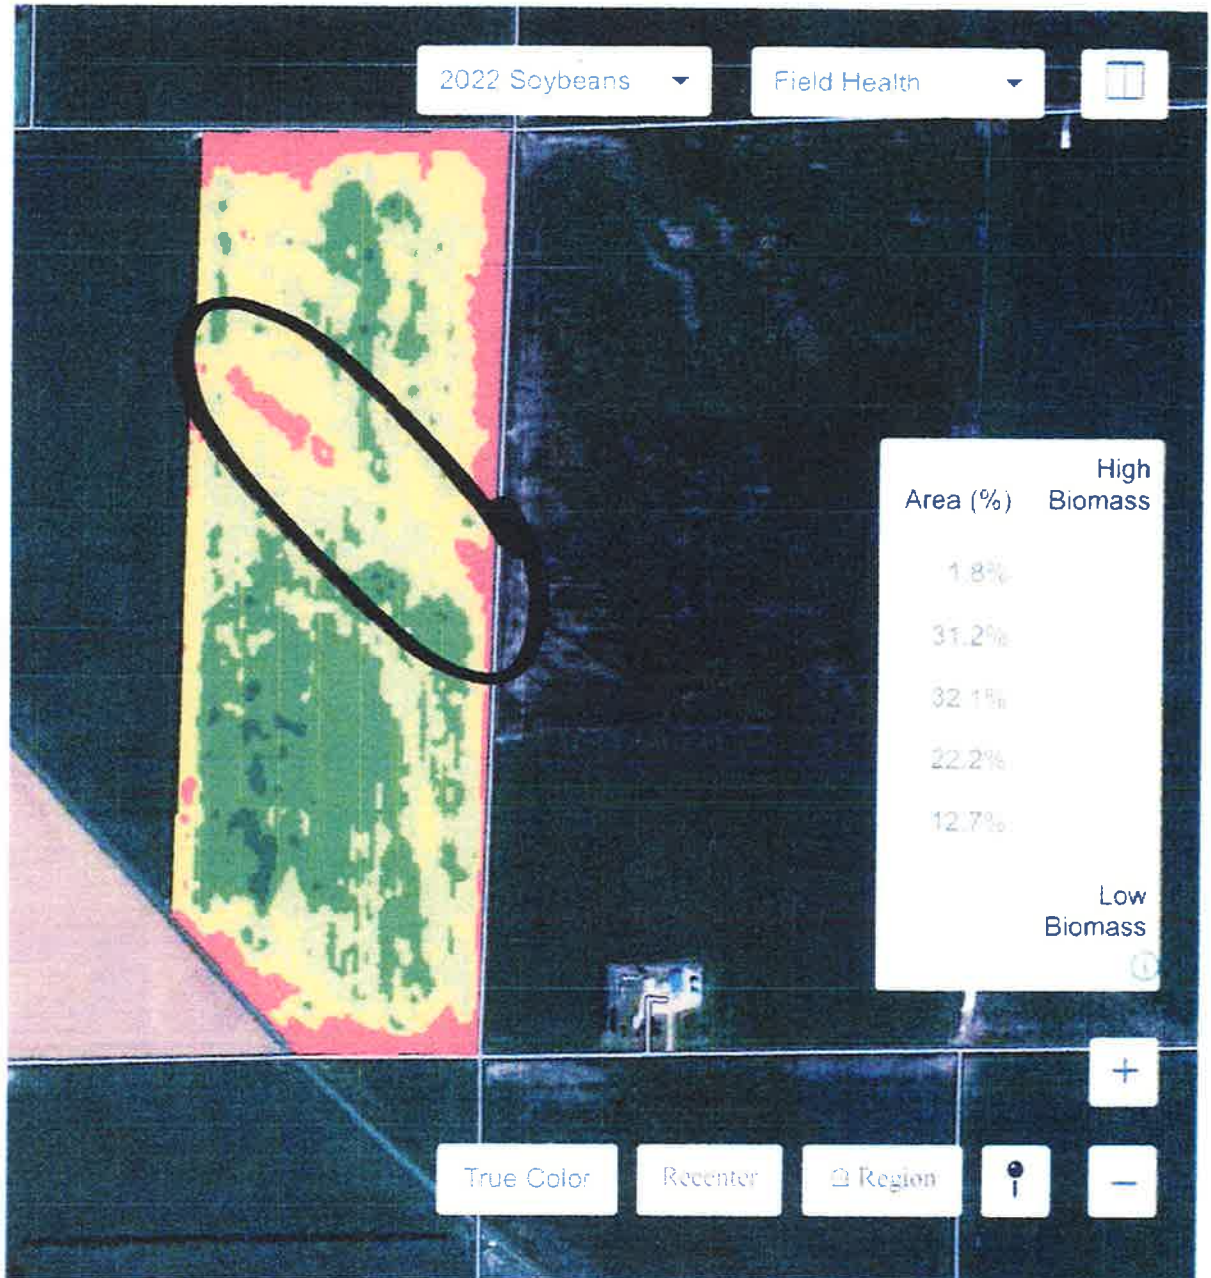 2022 Soybeans
Field Health
High
Area (%) Biomass
1.8%
31.2%
32.1%
22.2%
12.7%
Low
Biomass
True Color
Recenter
Region
+
−